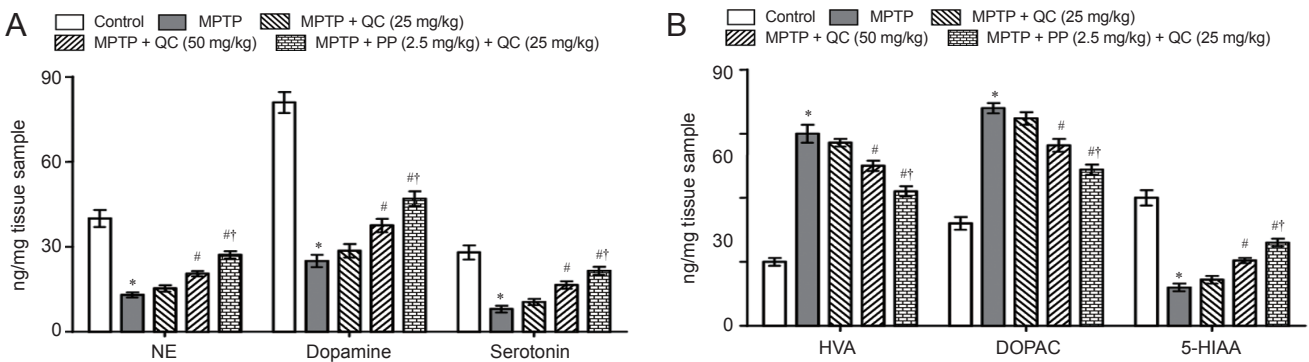 A
Control MPTP MPTP + QC (25 mg/kg)
MPTP + QC (50 mg/kg) MPTP + PP (2.5 mg/kg) + QC (25 mg/kg)
ng/mg tissue sample
90
60
30
0
* # #†
* # #†
* # #†
NE Dopamine Serotonin
B
Control MPTP MPTP + QC (25 mg/kg)
MPTP + QC (50 mg/kg) MPTP + PP (2.5 mg/kg) + QC (25 mg/kg)
ng/mg tissue sample
90
60
30
0
* # #†
* # #†
* # #†
HVA DOPAC 5-HIAA